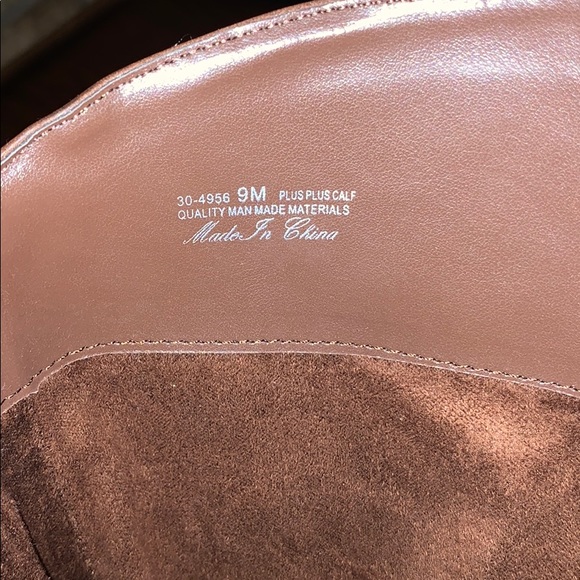 30-4956 9M PLUS PLUS CALF
QUALITY MAN MADE MATERIALS
Made In China